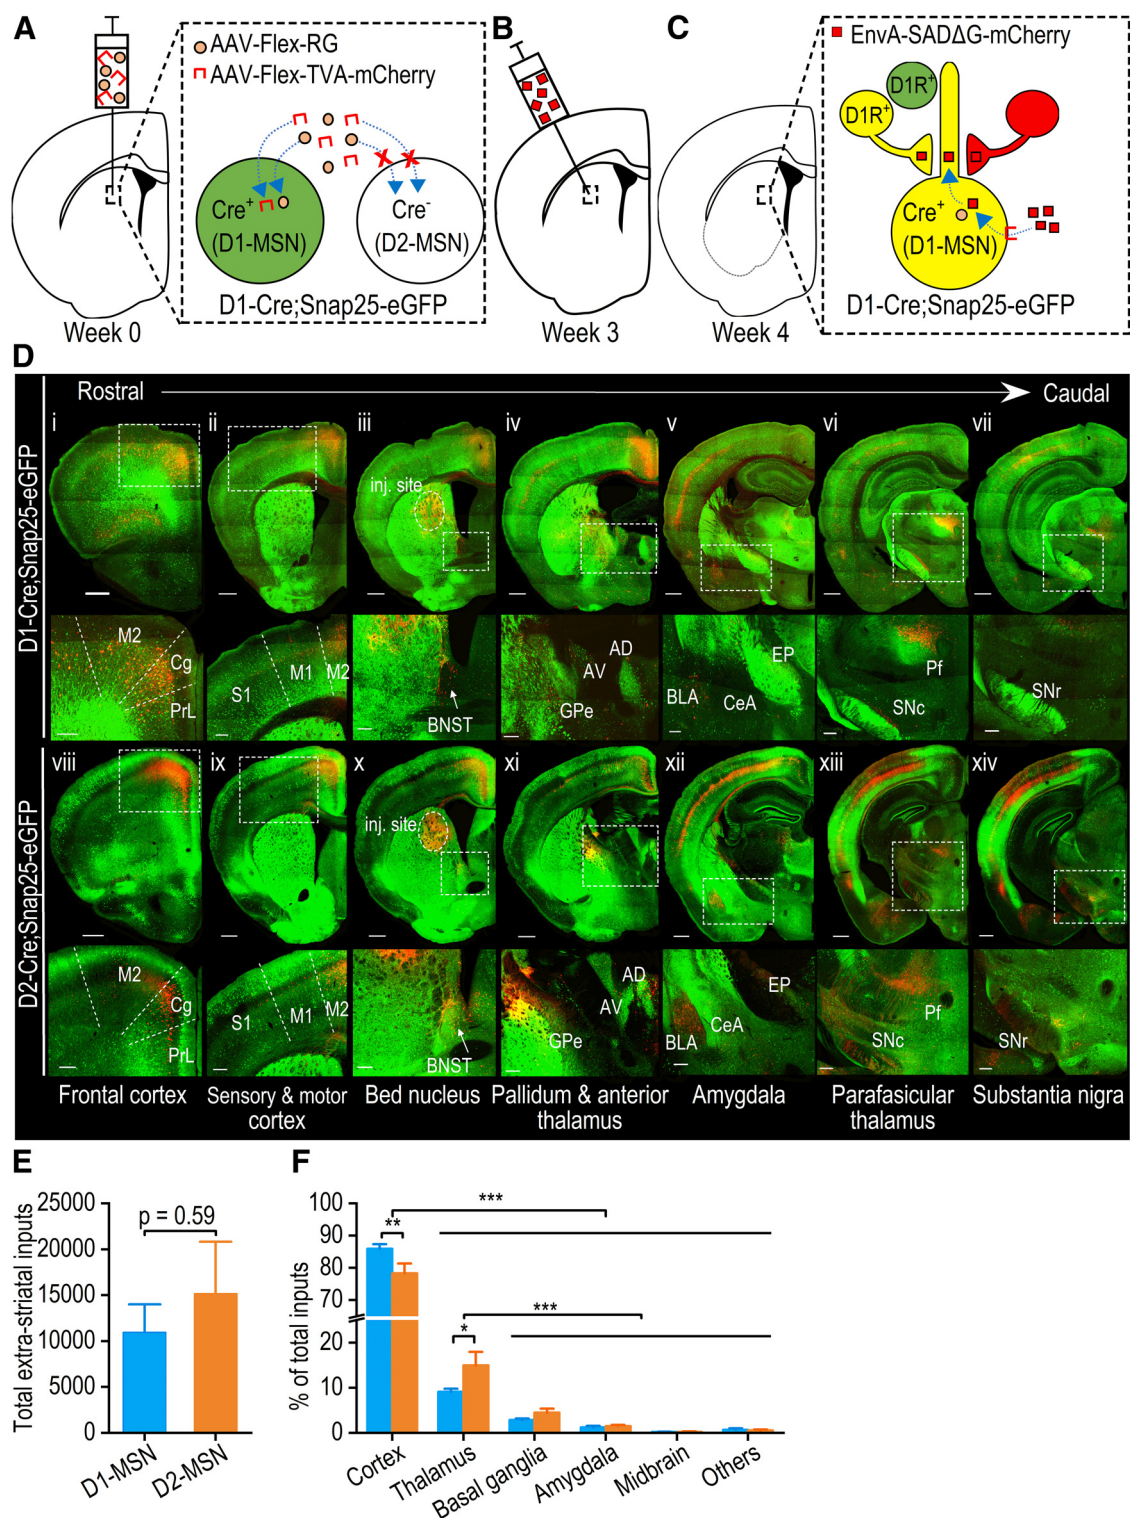 A
AAV-Flex-RG
AAV-Flex-TVA-mCherry
Cre+
(D1-MSN)
Cre-
(D2-MSN)
D1-Cre;Snap25-eGFP
Week 0
B
Week 3
C
EnvA-SADΔG-mCherry
D1R+
D1R+
Cre+
(D1-MSN)
D1-Cre;Snap25-eGFP
Week 4
D
Rostral
Caudal
D1-Cre;Snap25-eGFP
i
ii
iii
iv
v
vi
vii
inj. site
M2
Cg
PrL
S1
M1
M2
BNST
AD
AV
GPe
EP
BLA
CeA
Pf
SNc
SNr
D2-Cre;Snap25-eGFP
viii
ix
x
xi
xii
xiii
xiv
inj. site
M2
Cg
PrL
S1
M1
M2
BNST
AD
AV
GPe
EP
CeA
BLA
Pf
SNc
SNr
Frontal cortex
Sensory & motor
cortex
Bed nucleus
Pallidum & anterior
thalamus
Amygdala
Parafasicular
thalamus
Substantia nigra
E
Total extra-striatal inputs
25000
20000
15000
10000
5000
0
p = 0.59
D1-MSN
D2-MSN
F
% of total inputs
100
90
80
70
20
10
0
***
**
***
*
Cortex
Thalamus
Basal ganglia
Amygdala
Midbrain
Others